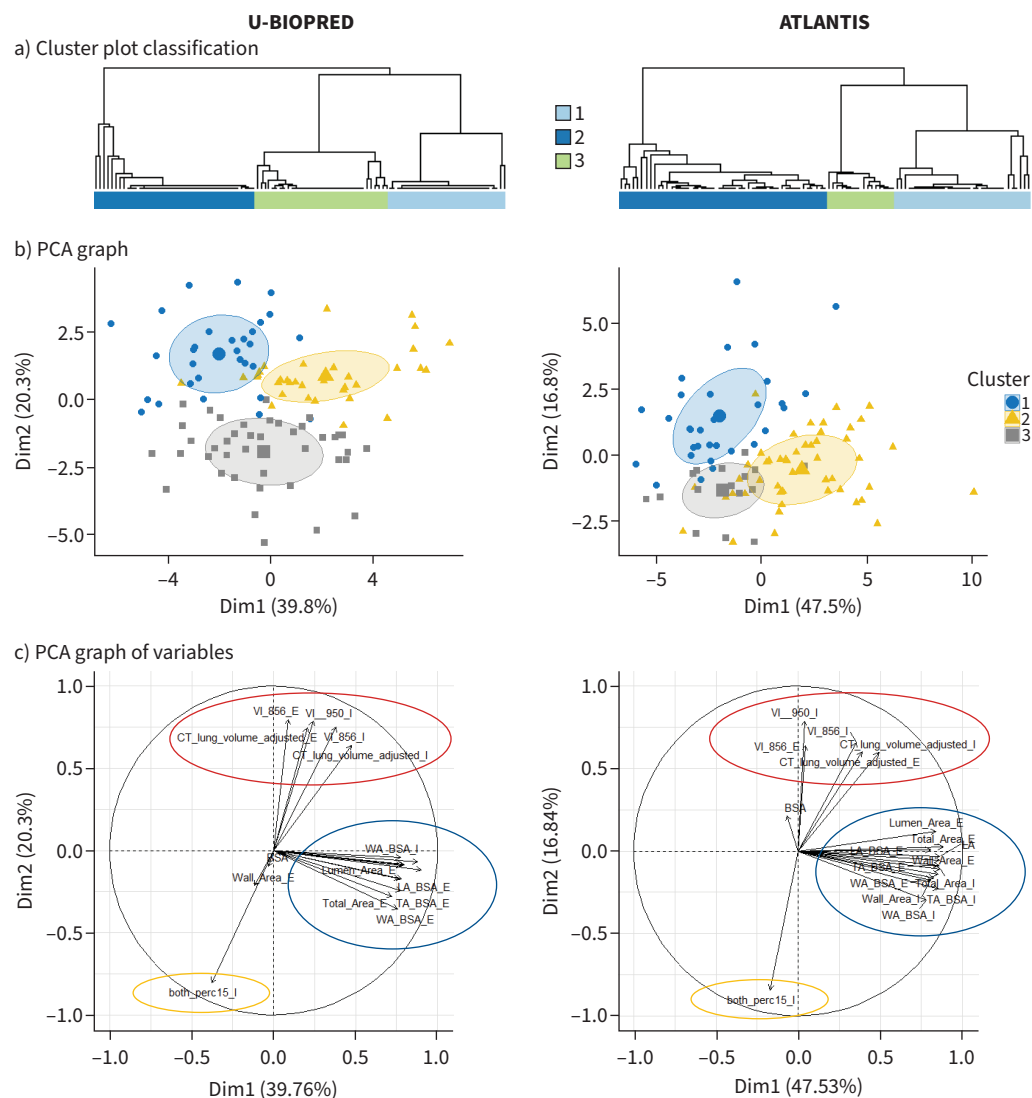 U-BIOPRED
ATLANTIS
a) Cluster plot classification
1
2
3
b) PCA graph
2.5
0.0
−2.5
−5.0
Dim2 (20.3%)
−4
0
4
Dim1 (39.8%)
5.0
2.5
0.0
−2.5
Dim2 (16.8%)
−5
0
5
10
Dim1 (47.5%)
Cluster
1
2
3
c) PCA graph of variables
1.0
0.5
0.0
−0.5
−1.0
Dim2 (20.3%)
VI_856_E
VI__950_I
CT_lung_volume_adjusted_E
VI_856_I
CT_lung_volume_adjusted_I
WA_BSA_I
BSA
Lumen_Area_E
Wall_Area_E
LA_BSA_E
Total_Area_E
TA_BSA_E
WA_BSA_E
both_perc15_I
−1.0
−0.5
0.0
0.5
1.0
Dim1 (39.76%)
1.0
0.5
0.0
−0.5
−1.0
Dim2 (16.84%)
VI__950_I
VI_856_I
VI_856_E
CT_lung_volume_adjusted_I
CT_lung_volume_adjusted_E
BSA
Lumen_Area_E
Total_Area_E
LA
LA_BSA_E
Wall_Area_E
TA_BSA_E
WA_BSA_E
Total_Area_I
Wall_Area_I
TA_BSA_I
WA_BSA_I
both_perc15_I
−1.0
−0.5
0.0
0.5
1.0
Dim1 (47.53%)